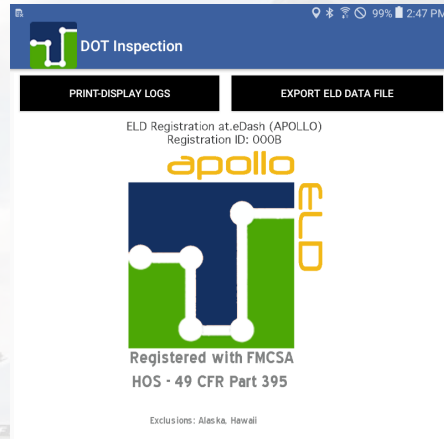 99% 2:47 PM
DOT Inspection
PRINT-DISPLAY LOGS
EXPORT ELD DATA FILE
ELD Registration at.eDash (APOLLO)
Registration ID: 000B
apollo
ELD
Registered with FMCSA
HOS - 49 CFR Part 395
Exclusions: Alaska, Hawaii